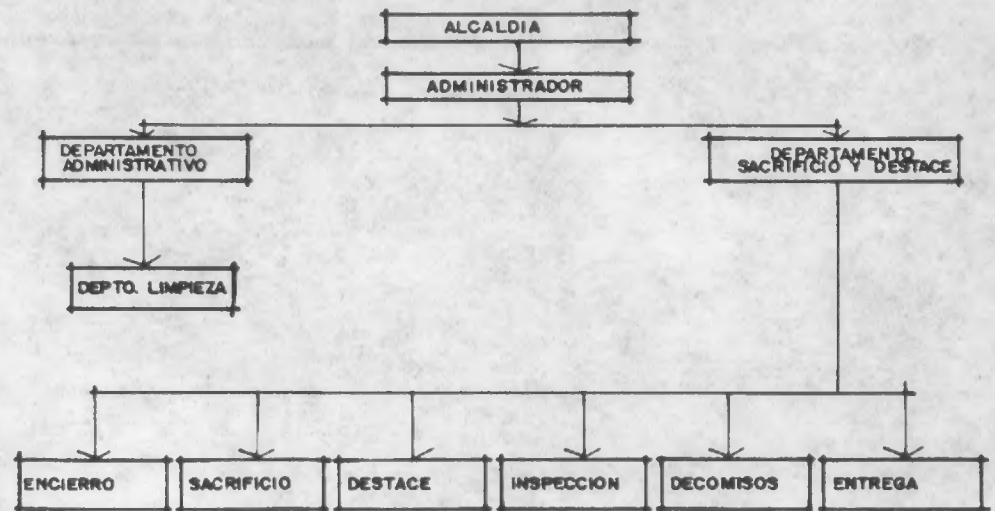 ALCALDIA
ADMINISTRADOR
DEPARTAMENTO
ADMINISTRATIVO
DEPARTAMENTO
SACRIFICIO Y DESTACE
DEPTO. LIMPIEZA
ENCIERRO
SACRIFICIO
DESTACE
INSPECCION
DECOMISOS
ENTREGA